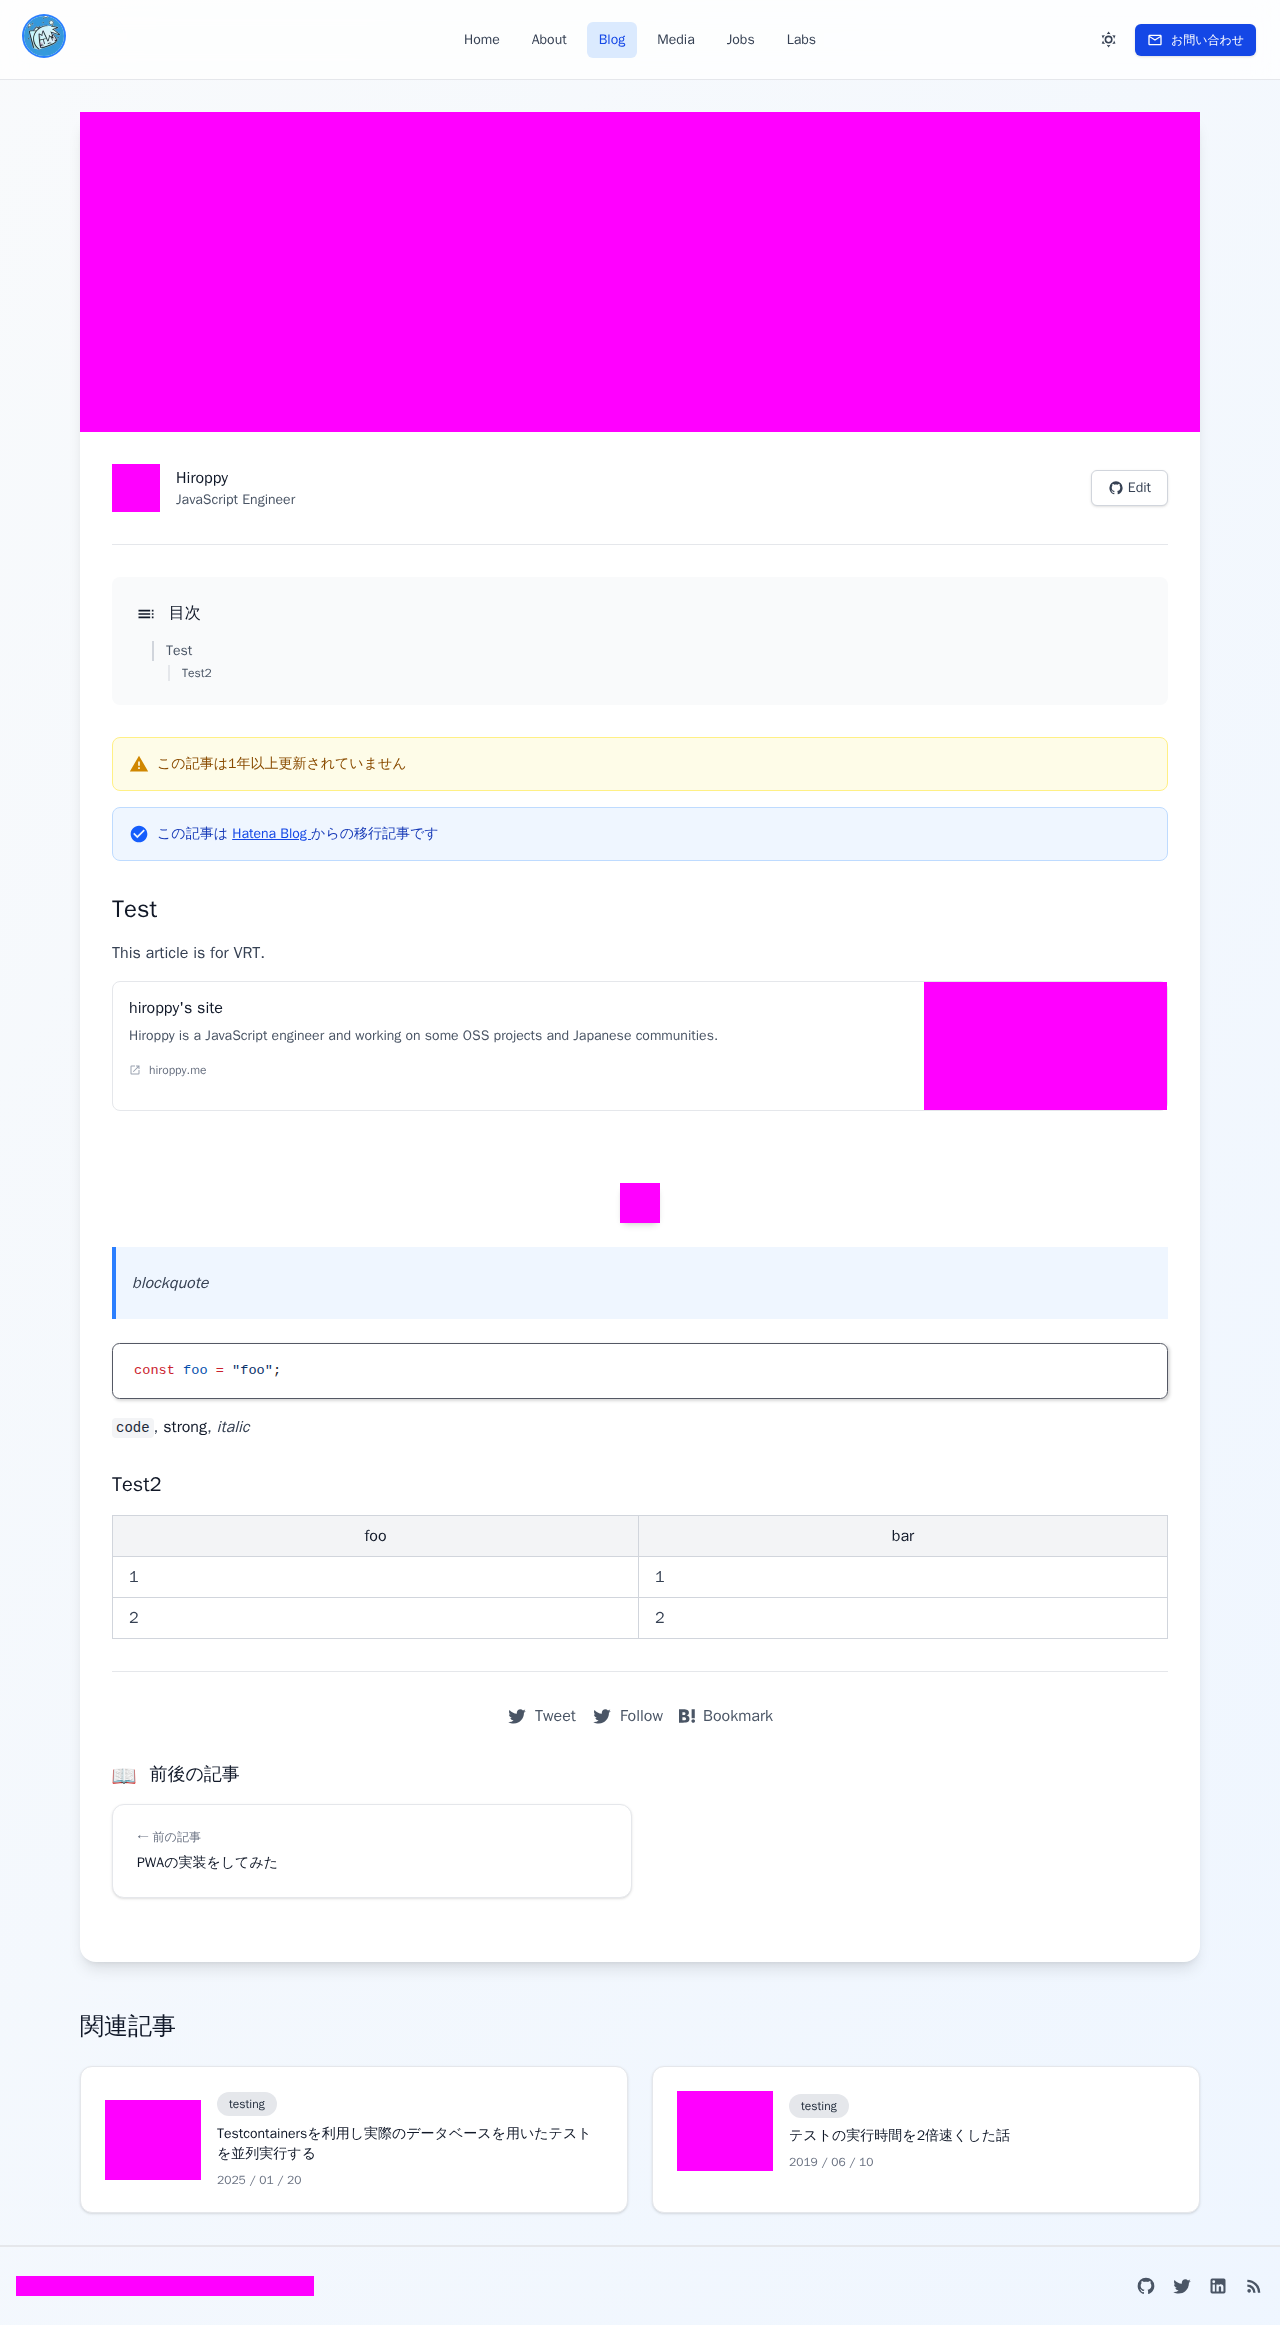 Home
About
Blog
Media
Jobs
Labs
お問い合わせ
Hiroppy
JavaScript Engineer
Edit
目次
Test
Test2
この記事は1年以上更新されていません
この記事は Hatena Blog からの移行記事です
Test
This article is for VRT.
hiroppy's site
Hiroppy is a JavaScript engineer and working on some OSS projects and Japanese communities.
hiroppy.me
blockquote
const foo = "foo";
code, strong, italic
Test2
foo bar
1 1
2 2
Tweet
Follow
B! Bookmark
前後の記事
← 前の記事
PWAの実装をしてみた
関連記事
testing
Testcontainersを利用し実際のデータベースを用いたテスト
を並列実行する
2025 / 01 / 20
testing
テストの実行時間を2倍速くした話
2019 / 06 / 10